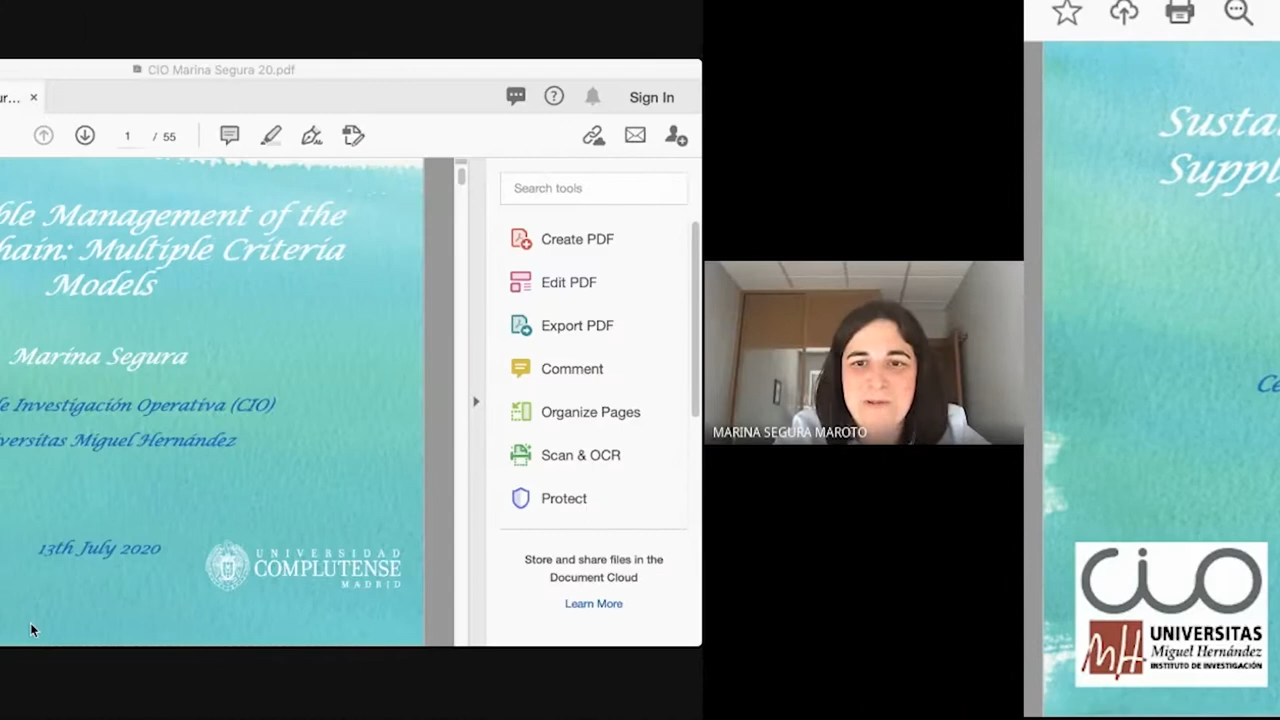 CIO Marina Segura 20.pdf
ur... ×
Sign In
1 / 55
Search tools
ble Management of the
hain: Multiple Criteria
Models
Marina Segura
e Investigación Operativa (CIO)
iversitas Miguel Hernández
13th July 2020
UNIVERSIDAD
COMPLUTENSE
MADRID
Create PDF
Edit PDF
Export PDF
Comment
Organize Pages
Scan & OCR
Protect
Store and share files in the
Document Cloud
Learn More
MARINA SEGURA MAROTO
Susta
Suppl
Ce
CIO
MH
UNIVERSITAS
Miguel Hernández
INSTITUTO DE INVESTIGACIÓN